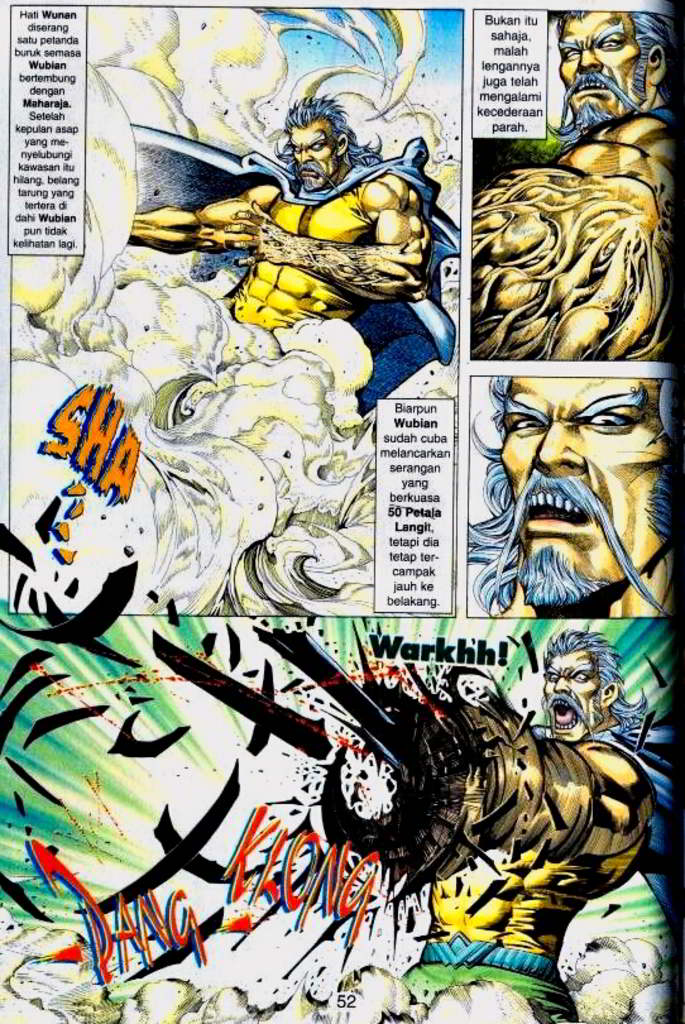 Hati Wunan
diserang
satu petanda
buruk semasa
Wubian
bertembung
dengan
Maharaja.
Setelah
kepulan asap
yang me-
nyelubungi
kawasan itu
hilang, belang
tarung yang
tertera di
dahi Wubian
pun tidak
kelihatan lagi.
Bukan itu
sahaja,
malah
lengannya
juga telah
mengalami
kecederaan
parah.
SHA
Biarpun
Wubian
sudah cuba
melancarkan
serangan
yang
berkuasa
50 Petala
Langit,
tetapi dia
tetap ter-
campak
jauh ke
belakang.
Warkhh!
PANG
KLONG
52